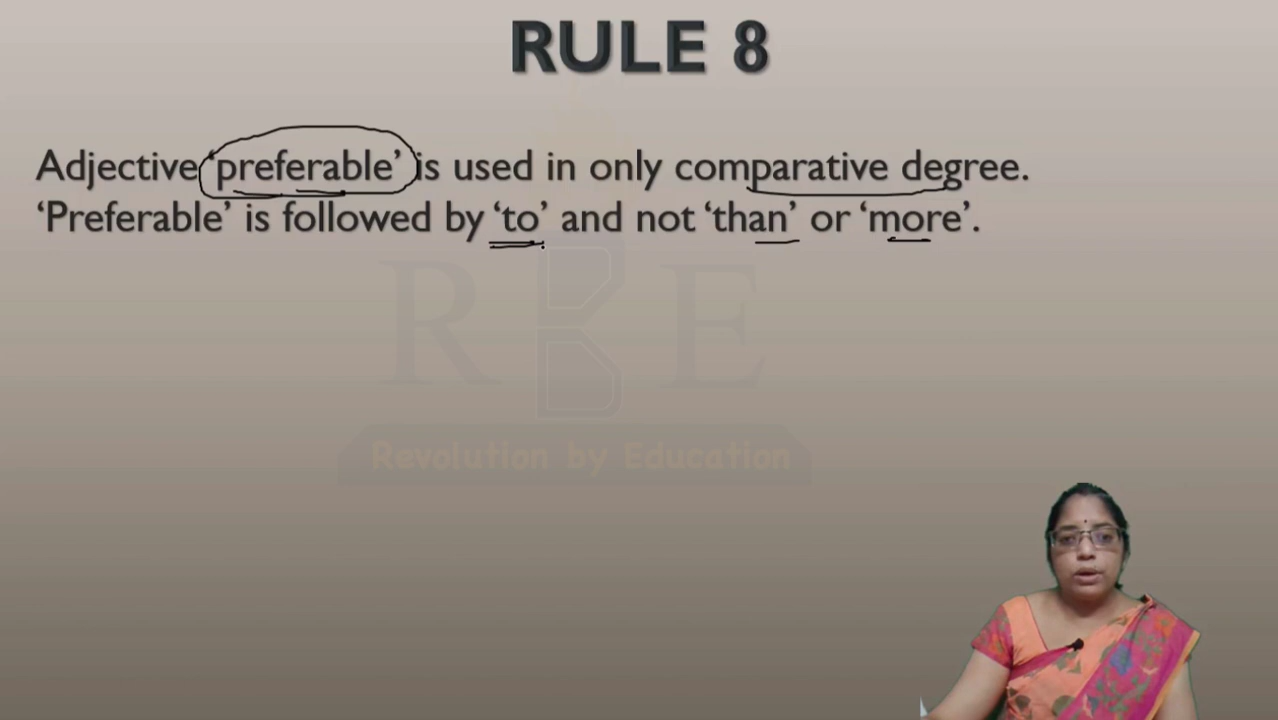 RULE 8
Adjective ‘preferable’ is used in only comparative degree.
‘Preferable’ is followed by ‘to’ and not ‘than’ or ‘more’.
R B E
Revolution by Education